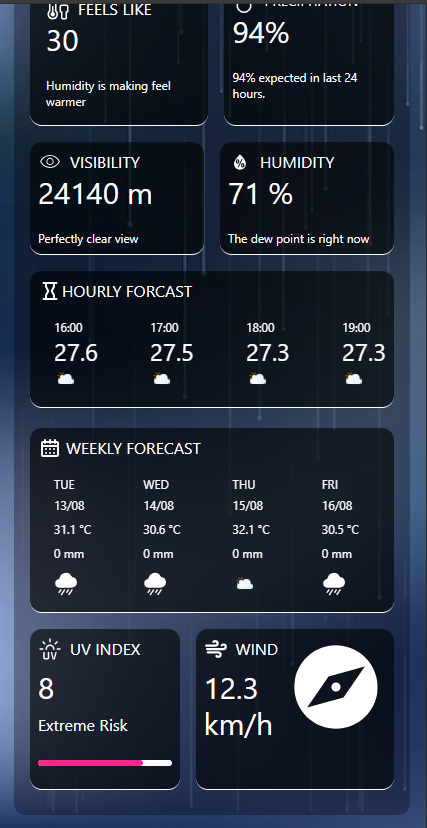 FEELS LIKE
PRECIPITATION
30
94%
Humidity is making feel
warmer
94% expected in last 24
hours.
VISIBILITY
HUMIDITY
24140 m
71 %
Perfectly clear view
The dew point is right now
HOURLY FORCAST
16:00 17:00 18:00 19:00
27.6 27.5 27.3 27.3
WEEKLY FORECAST
TUE WED THU FRI
13/08 14/08 15/08 16/08
31.1 °C 30.6 °C 32.1 °C 30.5 °C
0 mm 0 mm 0 mm 0 mm
UV
UV INDEX
WIND
8
12.3
km/h
Extreme Risk